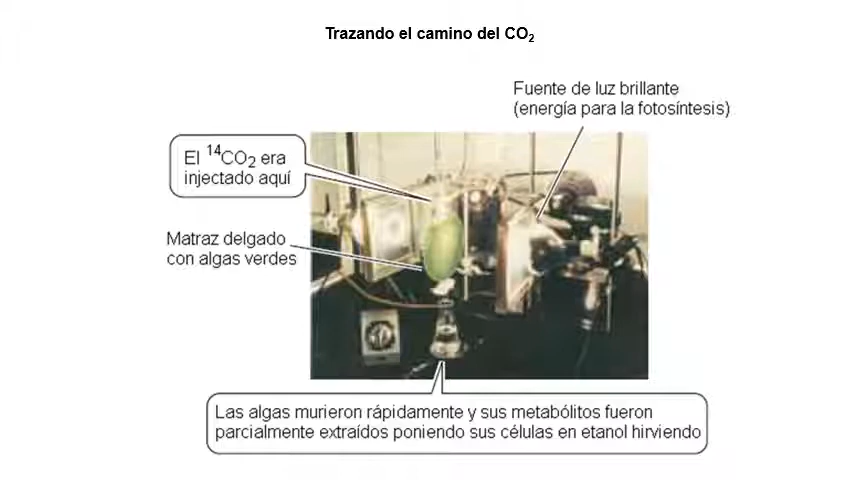 Trazando el camino del CO2
Fuente de luz brillante
(energía para la fotosíntesis)
El 14CO2 era
injectado aquí
Matraz delgado
con algas verdes
Las algas murieron rápidamente y sus metabólitos fueron
parcialmente extraídos poniendo sus células en etanol hirviendo